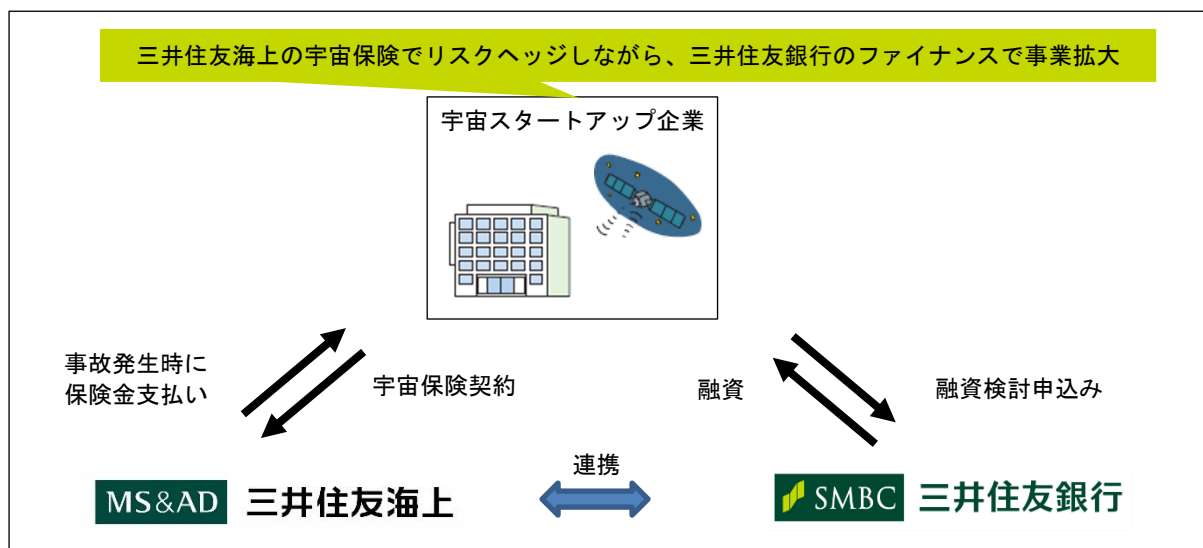 三井住友海上の宇宙保険でリスクヘッジしながら、三井住友銀行のファイナンスで事業拡大
宇宙スタートアップ企業
事故発生時に
保険金支払い
宇宙保険契約
融資
融資検討申込み
連携
MS&AD 三井住友海上
SMBC 三井住友銀行